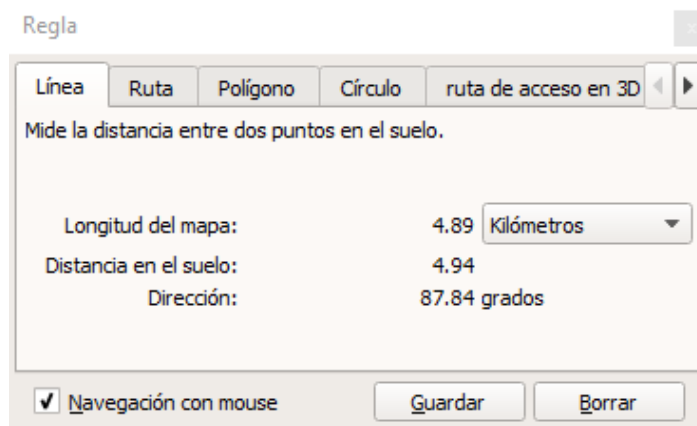 Regla
Línea Ruta Polígono Círculo ruta de acceso en 3D
Mide la distancia entre dos puntos en el suelo.
Longitud del mapa: 4.89 Kilómetros
Distancia en el suelo: 4.94
Dirección: 87.84 grados
Navegación con mouse Guardar Borrar